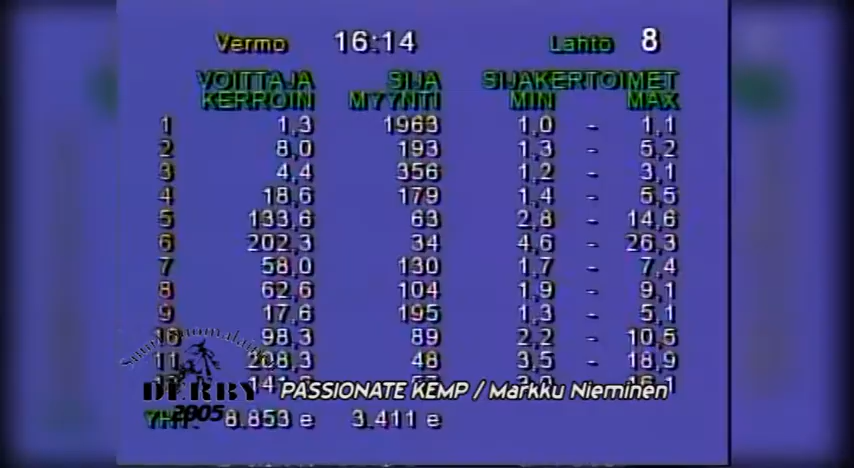 Vermo 16:14 Lähtö 8
VOITTAJA SIJA SIJAKERTOIMET
KERROIN MYYNTI MIN MAX
1 1,3 1963 1,0 - 1,1
2 8,0 193 1,3 - 5,2
3 4,4 356 1,2 - 3,1
4 18,6 179 1,4 - 5,5
5 133,6 63 2,8 - 14,6
6 202,3 34 4,6 - 26,3
7 58,0 130 1,7 - 7,4
8 62,6 104 1,9 - 9,1
9 17,6 195 1,3 - 5,1
10 98,3 89 2,2 - 10,5
11 208,3 48 3,5 - 18,9
DERBY PASSIONATE KEMP / Markku Nieminen
2005
YHT. 8.853 e 3.411 e